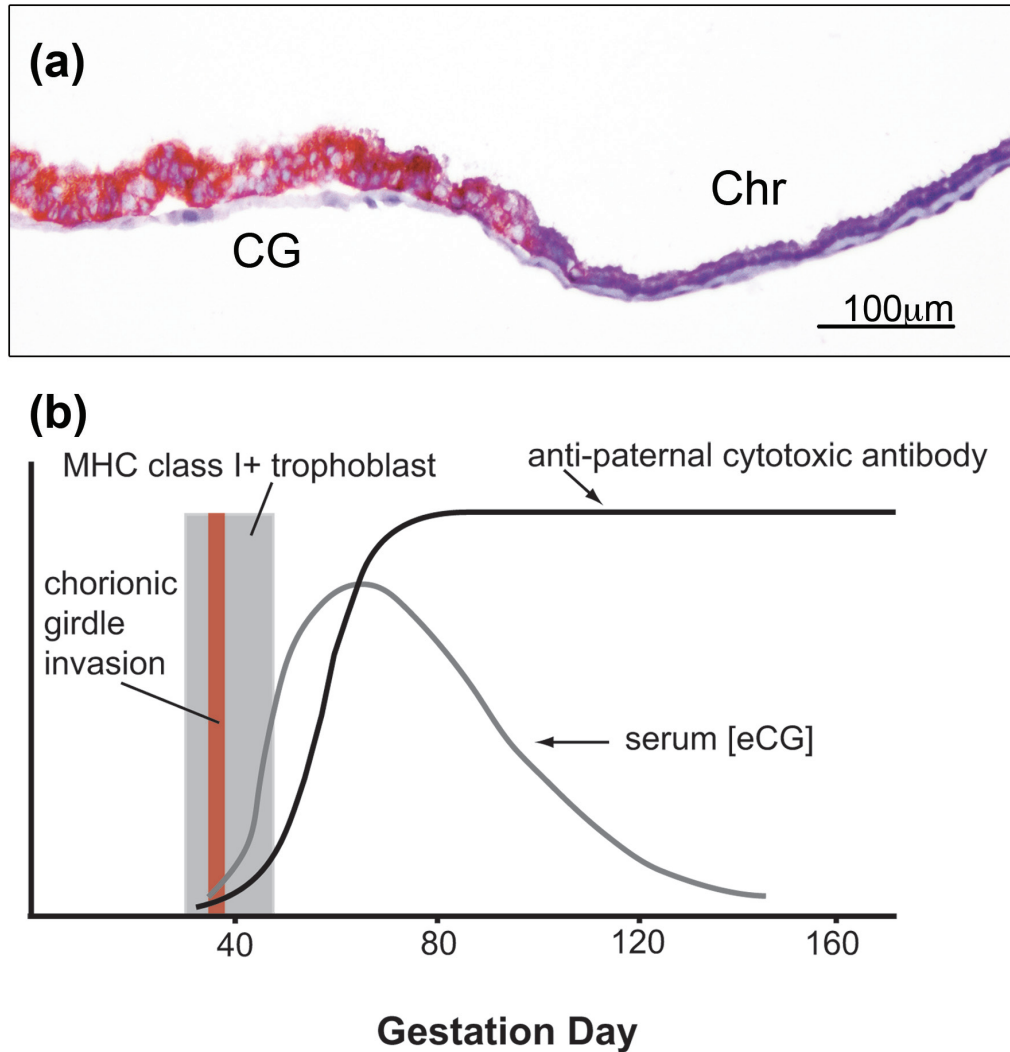 (a)
CG
Chr
100μm
(b)
MHC class I+ trophoblast
anti-paternal cytotoxic antibody
chorionic
girdle
invasion
serum [eCG]
40
80
120
160
Gestation Day